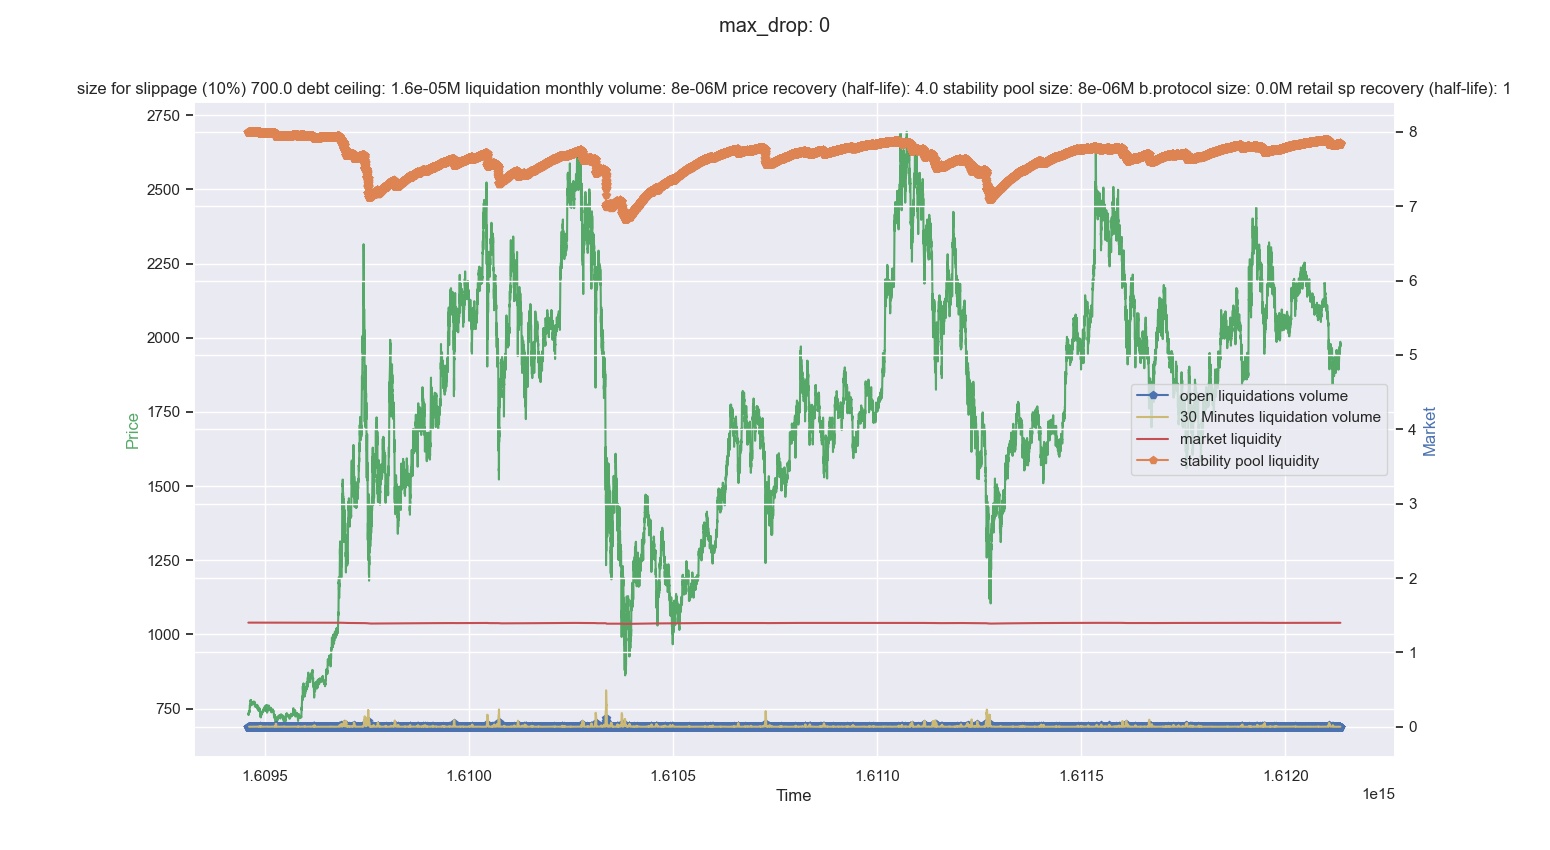 max_drop: 0
size for slippage (10%) 700.0 debt ceiling: 1.6e-05M liquidation monthly volume: 8e-06M price recovery (half-life): 4.0 stability pool size: 8e-06M b.protocol size: 0.0M retail sp recovery (half-life): 1
2750
2500
2250
2000
1750
1500
1250
1000
750
Price
8
7
6
5
4
3
2
1
0
Market
open liquidations volume
30 Minutes liquidation volume
market liquidity
stability pool liquidity
1.6095 1.6100 1.6105 1.6110 1.6115 1.6120
Time
1e15